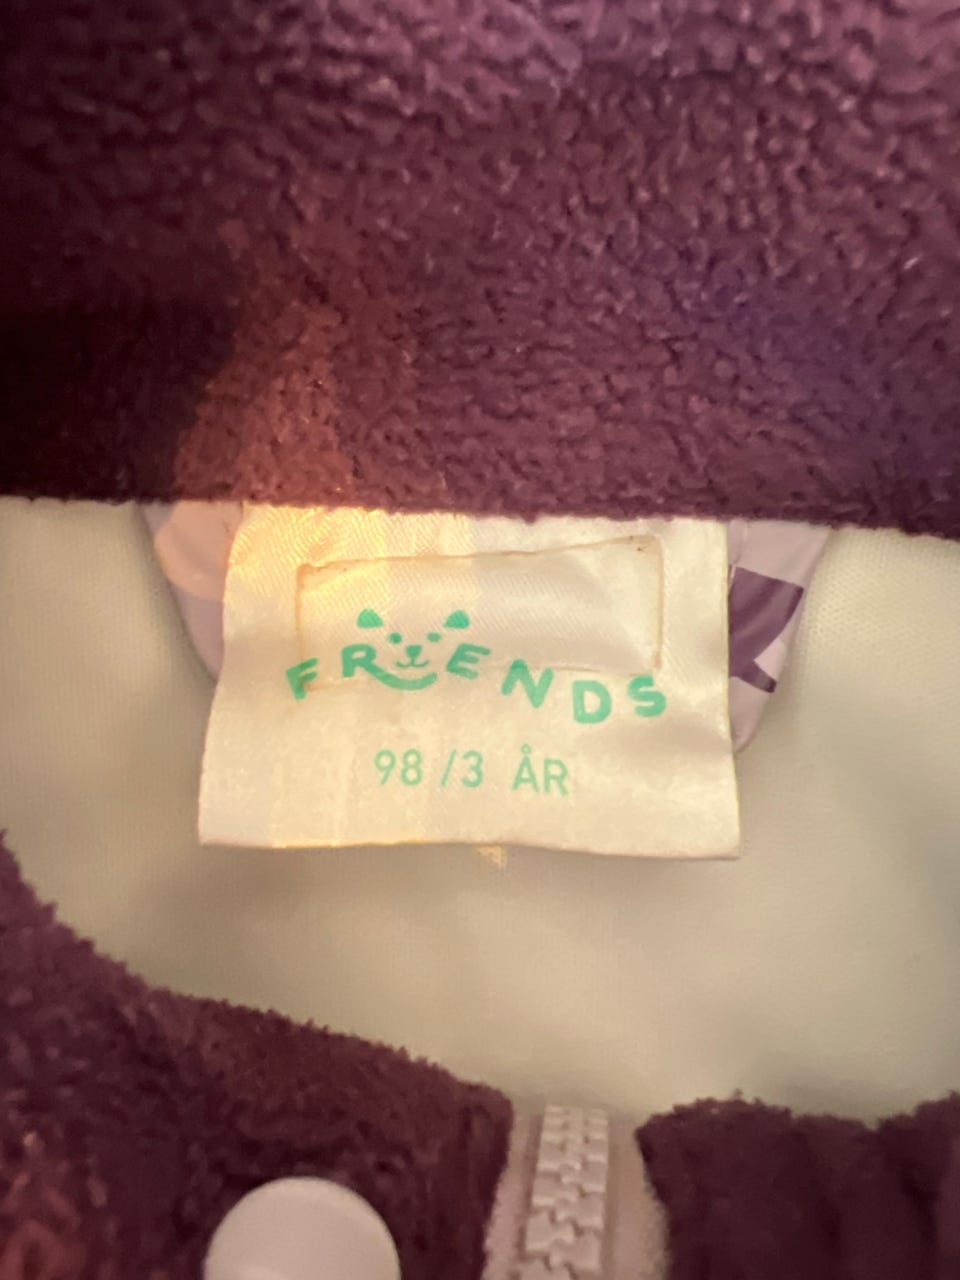 FRIENDS
98 /3 ÅR